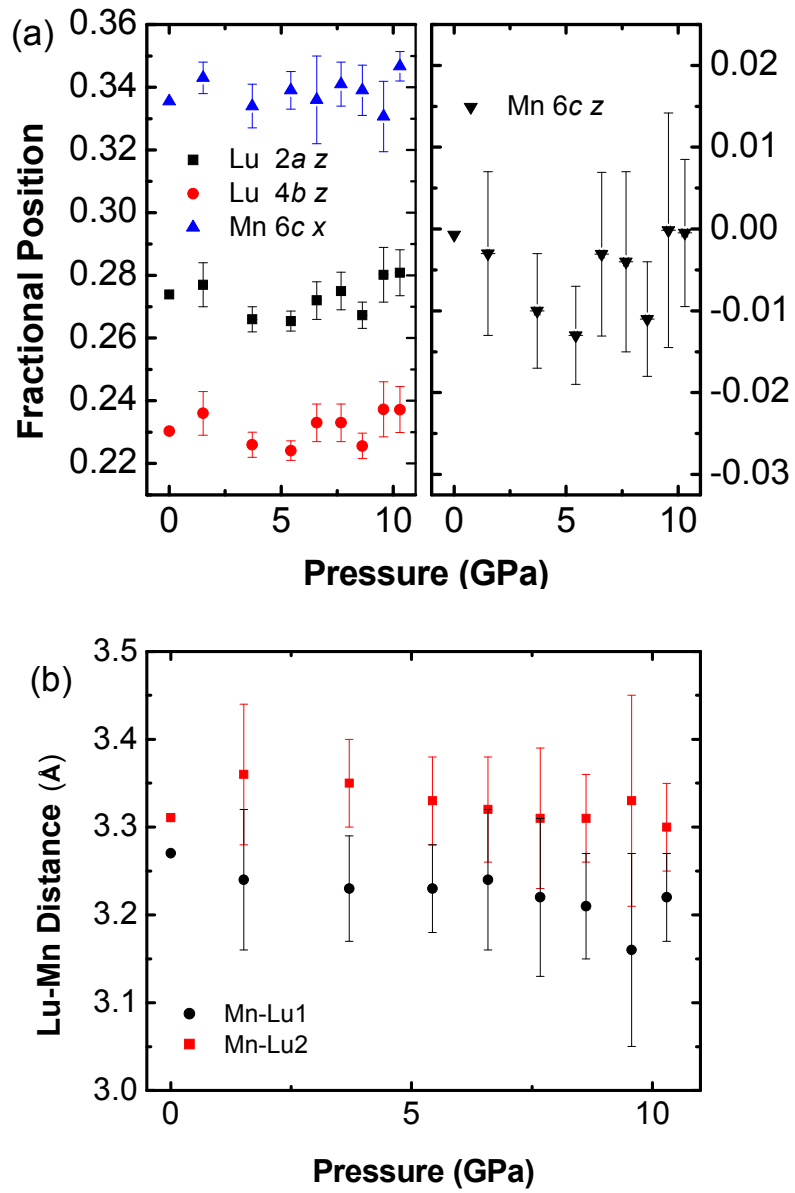 (a)
0.36
0.34
0.32
0.30
0.28
0.26
0.24
0.22
Fractional Position
Lu 2a z
Lu 4b z
Mn 6c x
Mn 6c z
0.02
0.01
0.00
-0.01
-0.02
-0.03
0 5 10 0 5 10
Pressure (GPa)
(b)
3.5
3.4
3.3
3.2
3.1
3.0
Lu-Mn Distance (Å)
Mn-Lu1
Mn-Lu2
0 5 10
Pressure (GPa)